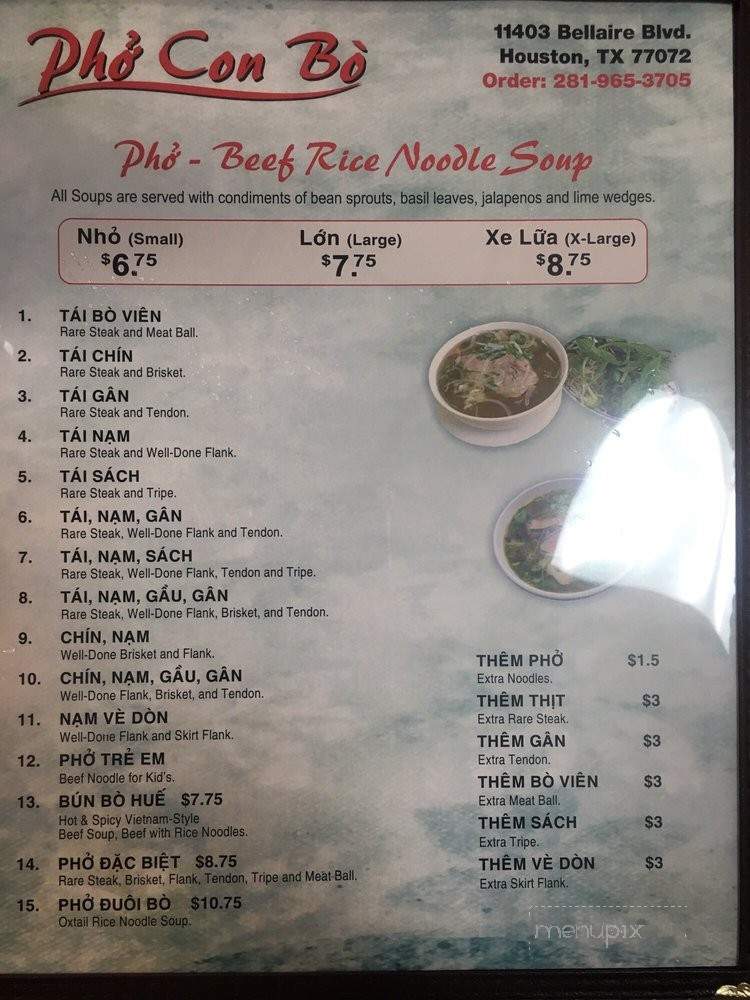 Phở Con Bò
11403 Bellaire Blvd.
Houston, TX 77072
Order: 281-965-3705
Phở - Beef Rice Noodle Soup
All Soups are served with condiments of bean sprouts, basil leaves, jalapenos and lime wedges.
Nhỏ (Small) Lớn (Large) Xe Lữa (X-Large)
$6.75 $7.75 $8.75
1. TÁI BÒ VIÊN
Rare Steak and Meat Ball.
2. TÁI CHÍN
Rare Steak and Brisket.
3. TÁI GÂN
Rare Steak and Tendon.
4. TÁI NẠM
Rare Steak and Well-Done Flank.
5. TÁI SÁCH
Rare Steak and Tripe.
6. TÁI, NẠM, GÂN
Rare Steak, Well-Done Flank and Tendon.
7. TÁI, NẠM, SÁCH
Rare Steak, Well-Done Flank, Tendon and Tripe.
8. TÁI, NẠM, GẦU, GÂN
Rare Steak, Well-Done Flank, Brisket, and Tendon.
9. CHÍN, NẠM
Well-Done Brisket and Flank.
10. CHÍN, NẠM, GẦU, GÂN
Well-Done Flank, Brisket, and Tendon.
11. NẠM VÈ DÒN
Well-Done Flank and Skirt Flank.
12. PHỞ TRẺ EM
Beef Noodle for Kid's.
13. BÚN BÒ HUẾ $7.75
Hot & Spicy Vietnam-Style
Beef Soup, Beef with Rice Noodles.
14. PHỞ ĐẶC BIỆT $8.75
Rare Steak, Brisket, Flank, Tendon, Tripe and Meat Ball.
15. PHỞ ĐUÔI BÒ $10.75
Oxtail Rice Noodle Soup.
THÊM PHỞ $1.5
Extra Noodles.
THÊM THỊT $3
Extra Rare Steak.
THÊM GÂN $3
Extra Tendon.
THÊM BÒ VIÊN $3
Extra Meat Ball.
THÊM SÁCH $3
Extra Tripe.
THÊM VÈ DÒN $3
Extra Skirt Flank.
menupix